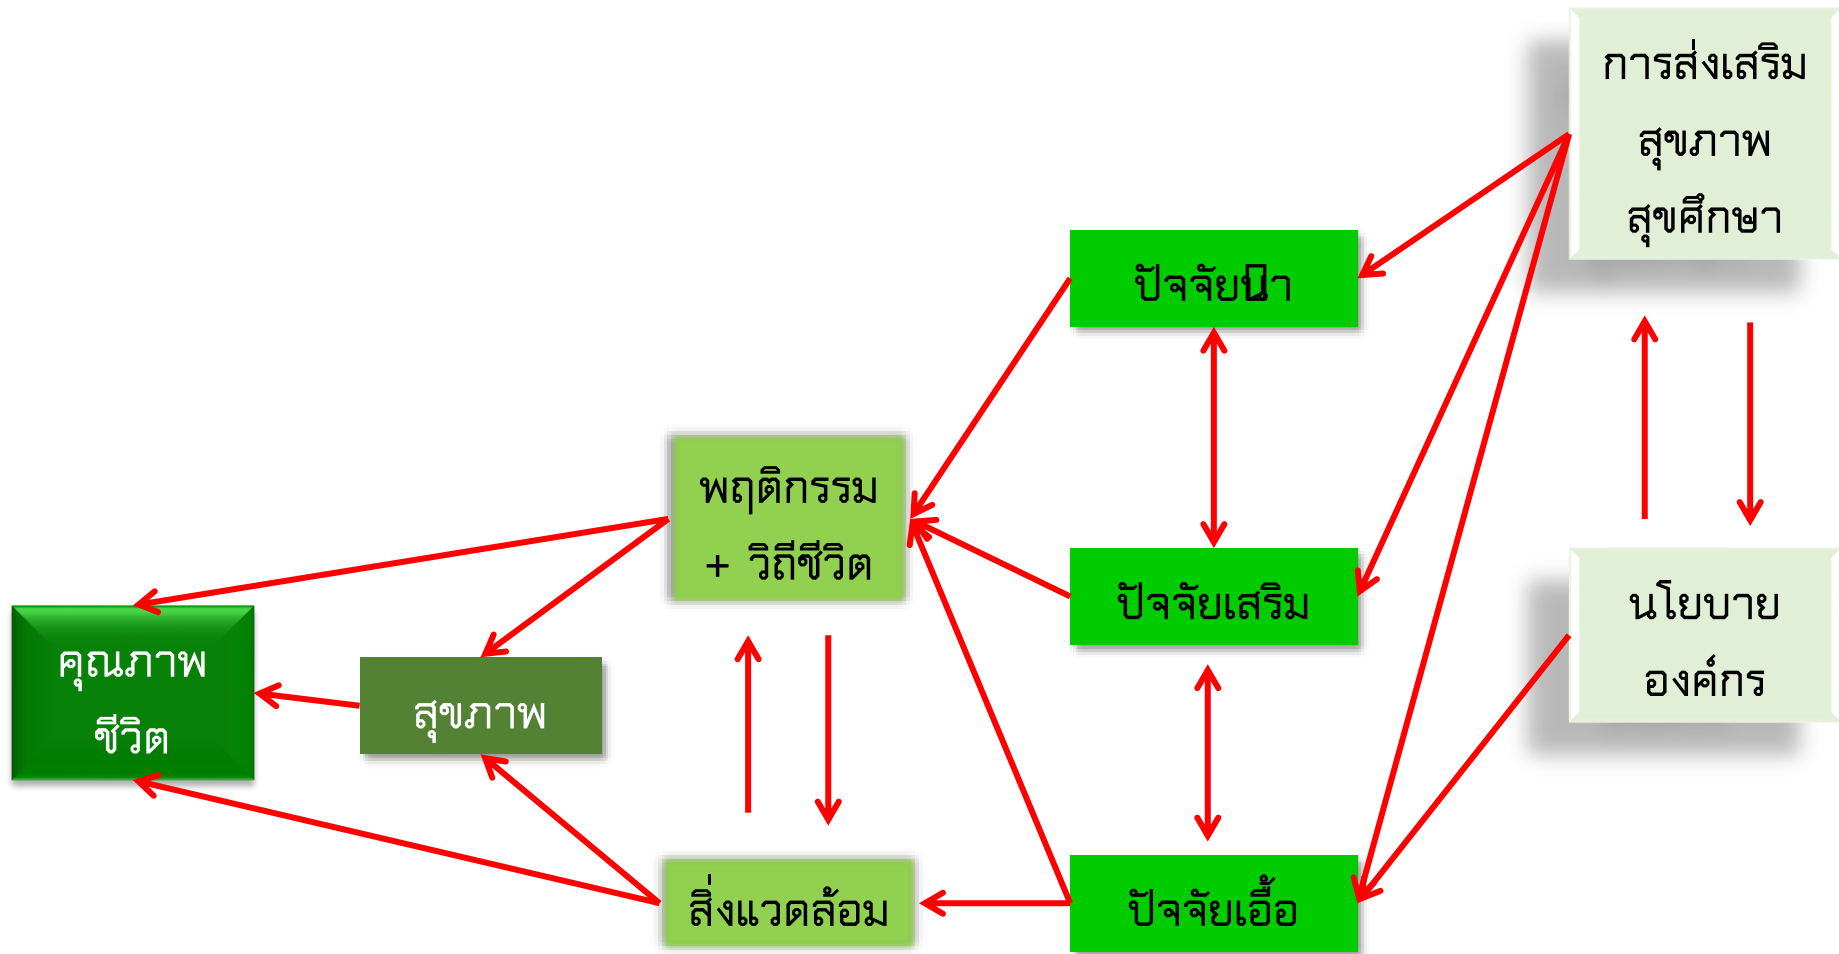 การส่งเสริม
สุขภาพ
สุขศึกษา
ปัจจัยนำ
พฤติกรรม
+ วิถีชีวิต
ปัจจัยเสริม
นโยบาย
องค์กร
คุณภาพ
ชีวิต
สุขภาพ
สิ่งแวดล้อม
ปัจจัยเอื้อ